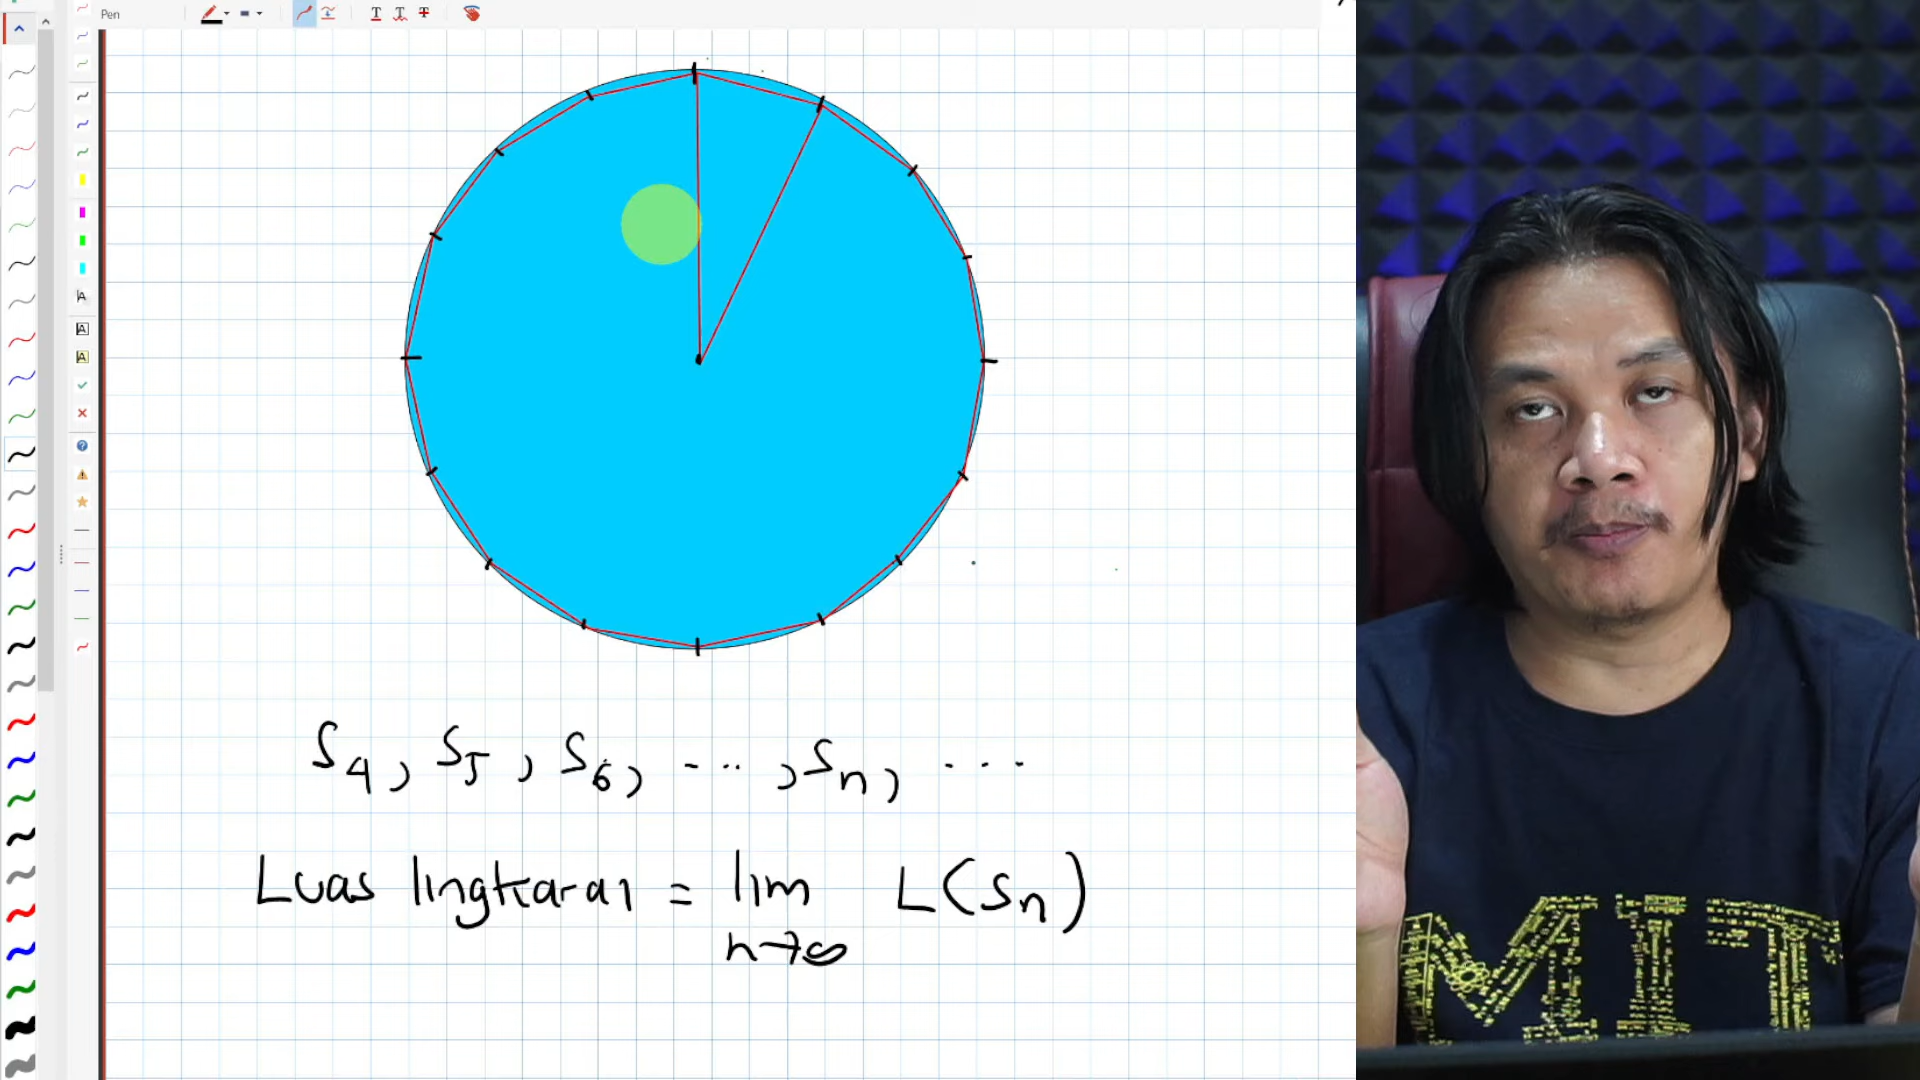 Pen
S4, S5, S6, ..., Sn, ...
Luas lingkaran = lim L(Sn)
n→∞
MIT